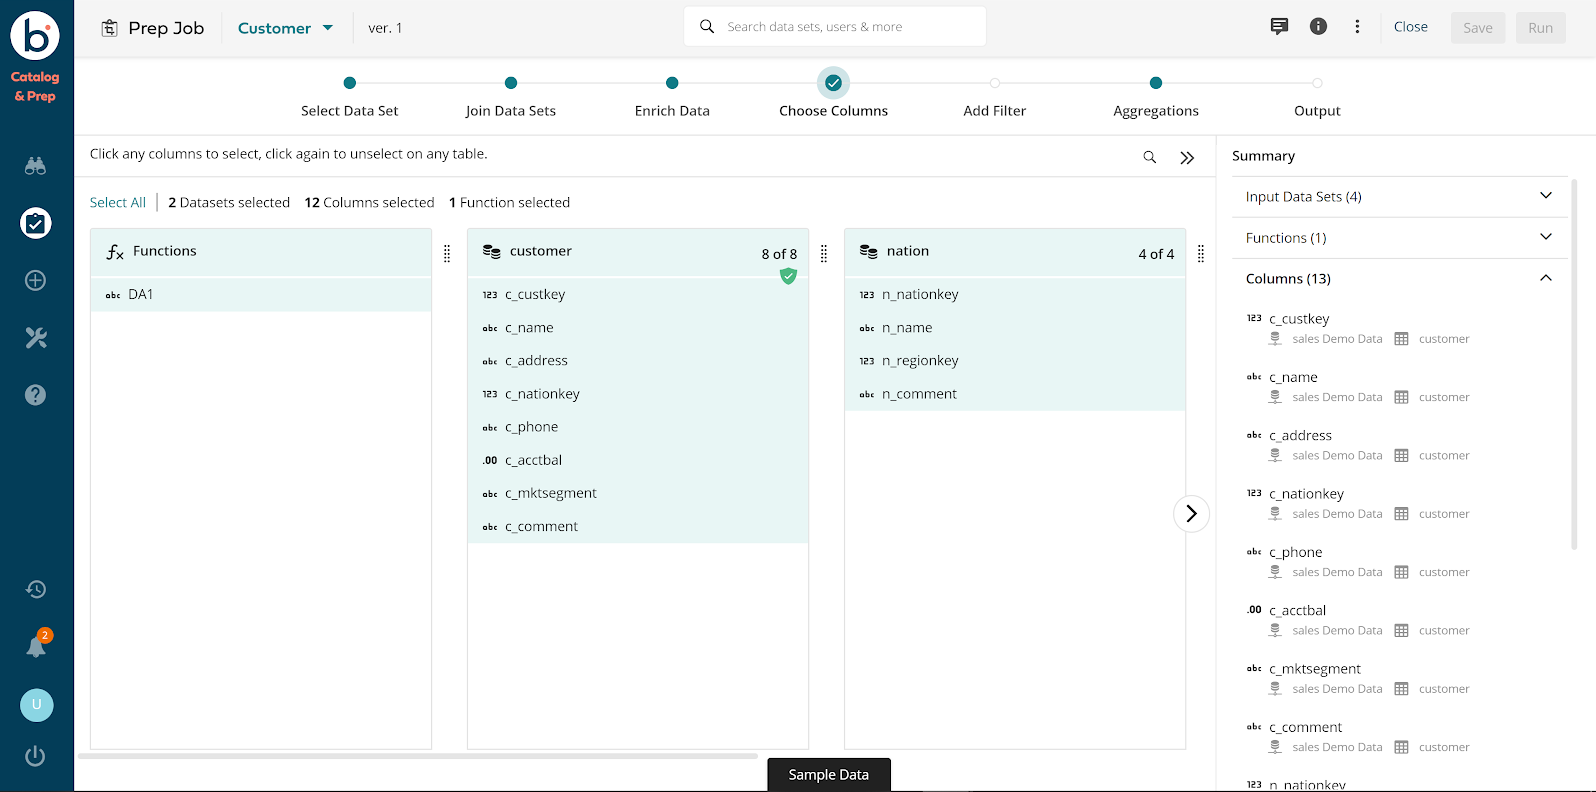 b
Catalog
& Prep
Prep Job
Customer
ver. 1
Search data sets, users & more
Close
Save
Run
Select Data Set
Join Data Sets
Enrich Data
Choose Columns
Add Filter
Aggregations
Output
Click any columns to select, click again to unselect on any table.
Select All
2 Datasets selected
12 Columns selected
1 Function selected
fx Functions
abc DA1
customer
8 of 8
123 c_custkey
abc c_name
abc c_address
123 c_nationkey
abc c_phone
.00 c_acctbal
abc c_mktsegment
abc c_comment
nation
4 of 4
123 n_nationkey
abc n_name
123 n_regionkey
abc n_comment
Summary
Input Data Sets (4)
Functions (1)
Columns (13)
123 c_custkey
sales Demo Data customer
abc c_name
sales Demo Data customer
abc c_address
sales Demo Data customer
123 c_nationkey
sales Demo Data customer
abc c_phone
sales Demo Data customer
.00 c_acctbal
sales Demo Data customer
abc c_mktsegment
sales Demo Data customer
abc c_comment
sales Demo Data customer
123 n_nationkey
2
U
Sample Data